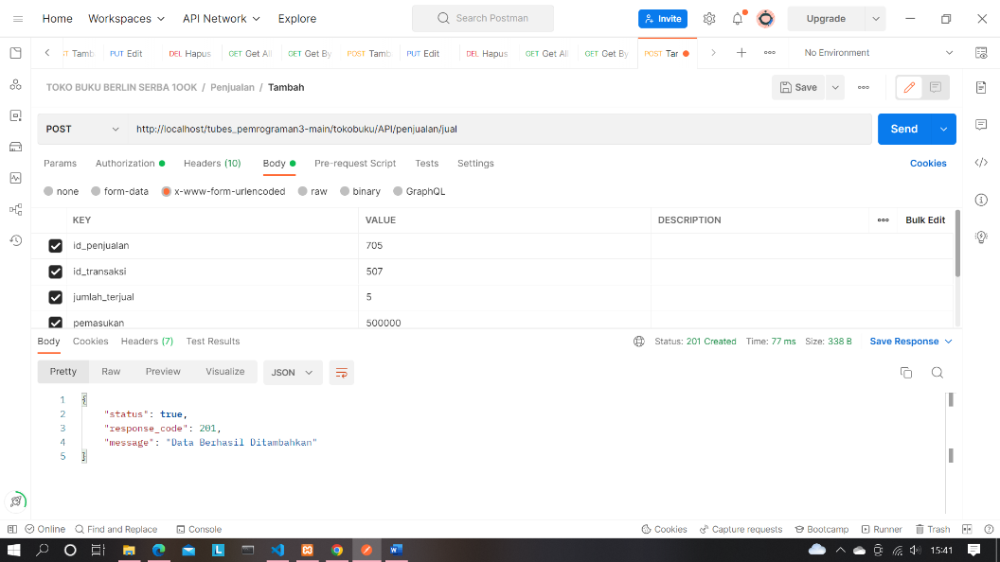 Home Workspaces API Network Explore Search Postman Invite Upgrade
Tamb PUT Edit DEL Hapus GET Get All GET Get By POST Tamb PUT Edit DEL Hapus GET Get All GET Get By POST Tar No Environment
TOKO BUKU BERLIN SERBA 1OOK / Penjualan / Tambah Save
POST http://localhost/tubes_pemrograman3-main/tokobuku/API/penjualan/jual Send
Params Authorization Headers (10) Body Pre-request Script Tests Settings Cookies
none form-data x-www-form-urlencoded raw binary GraphQL
KEY VALUE DESCRIPTION Bulk Edit
id_penjualan 705
id_transaksi 507
jumlah_terjual 5
pemasukan 500000
Body Cookies Headers (7) Test Results Status: 201 Created Time: 77 ms Size: 338 B Save Response
Pretty Raw Preview Visualize JSON
1 {
2 "status": true,
3 "response_code": 201,
4 "message": "Data Berhasil Ditambahkan"
5 }
Online Find and Replace Console Cookies Capture requests Bootcamp Runner Trash
15:41